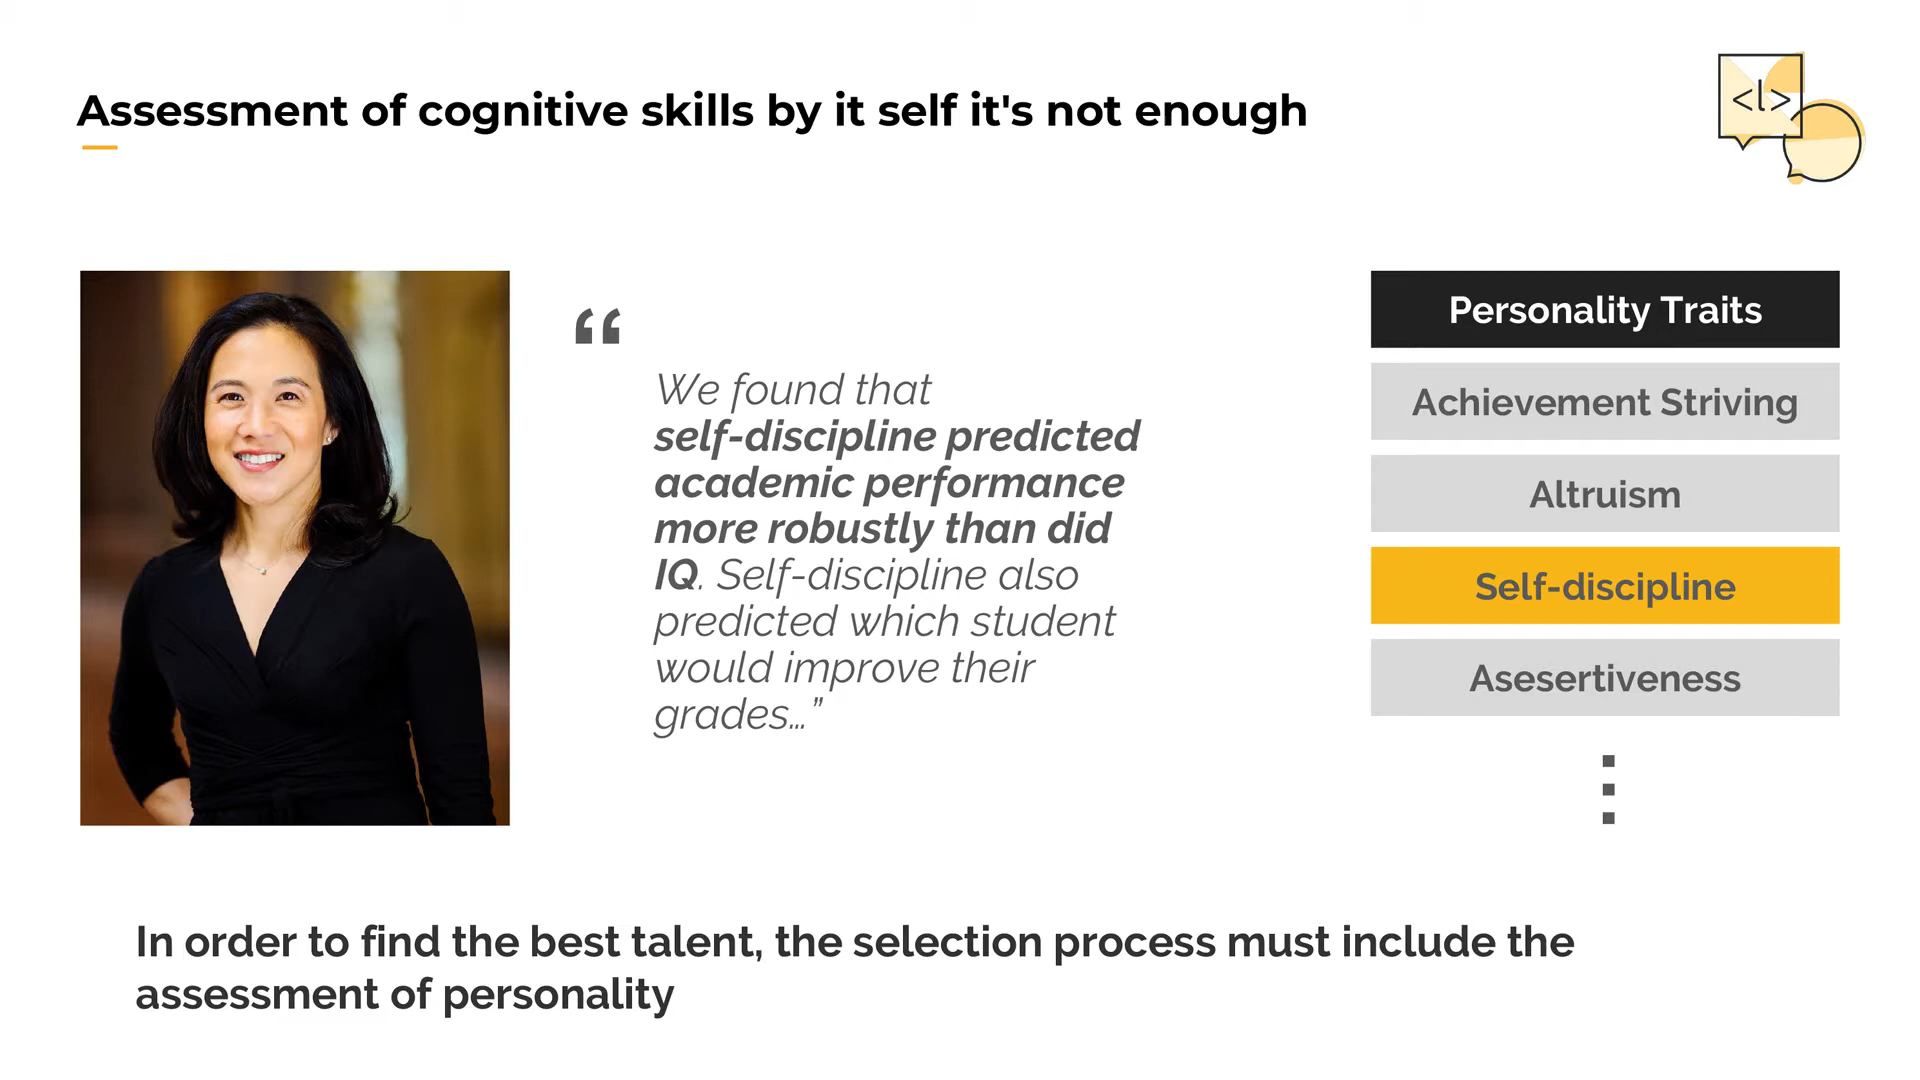 Assessment of cognitive skills by it self it's not enough
<l>
“
We found that
self-discipline predicted
academic performance
more robustly than did
IQ. Self-discipline also
predicted which student
would improve their
grades…”
Personality Traits
Achievement Striving
Altruism
Self-discipline
Asesertiveness
In order to find the best talent, the selection process must include the
assessment of personality